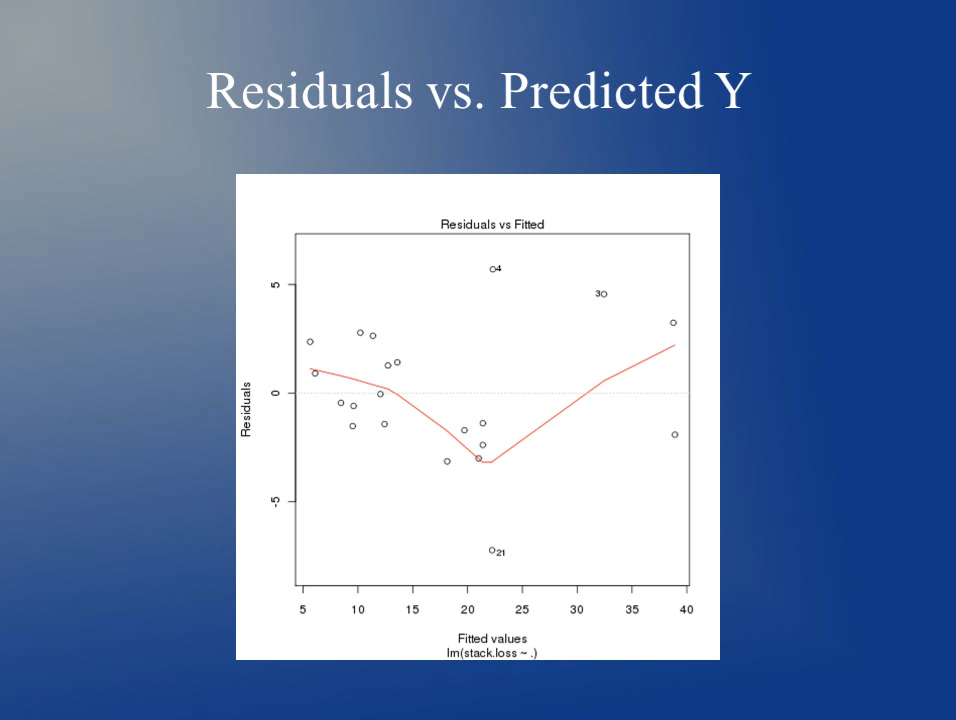 Residuals vs. Predicted Y
Residuals vs Fitted
4
3
5
0
Residuals
-5
21
5 10 15 20 25 30 35 40
Fitted values
lm(stack.loss ~ .)